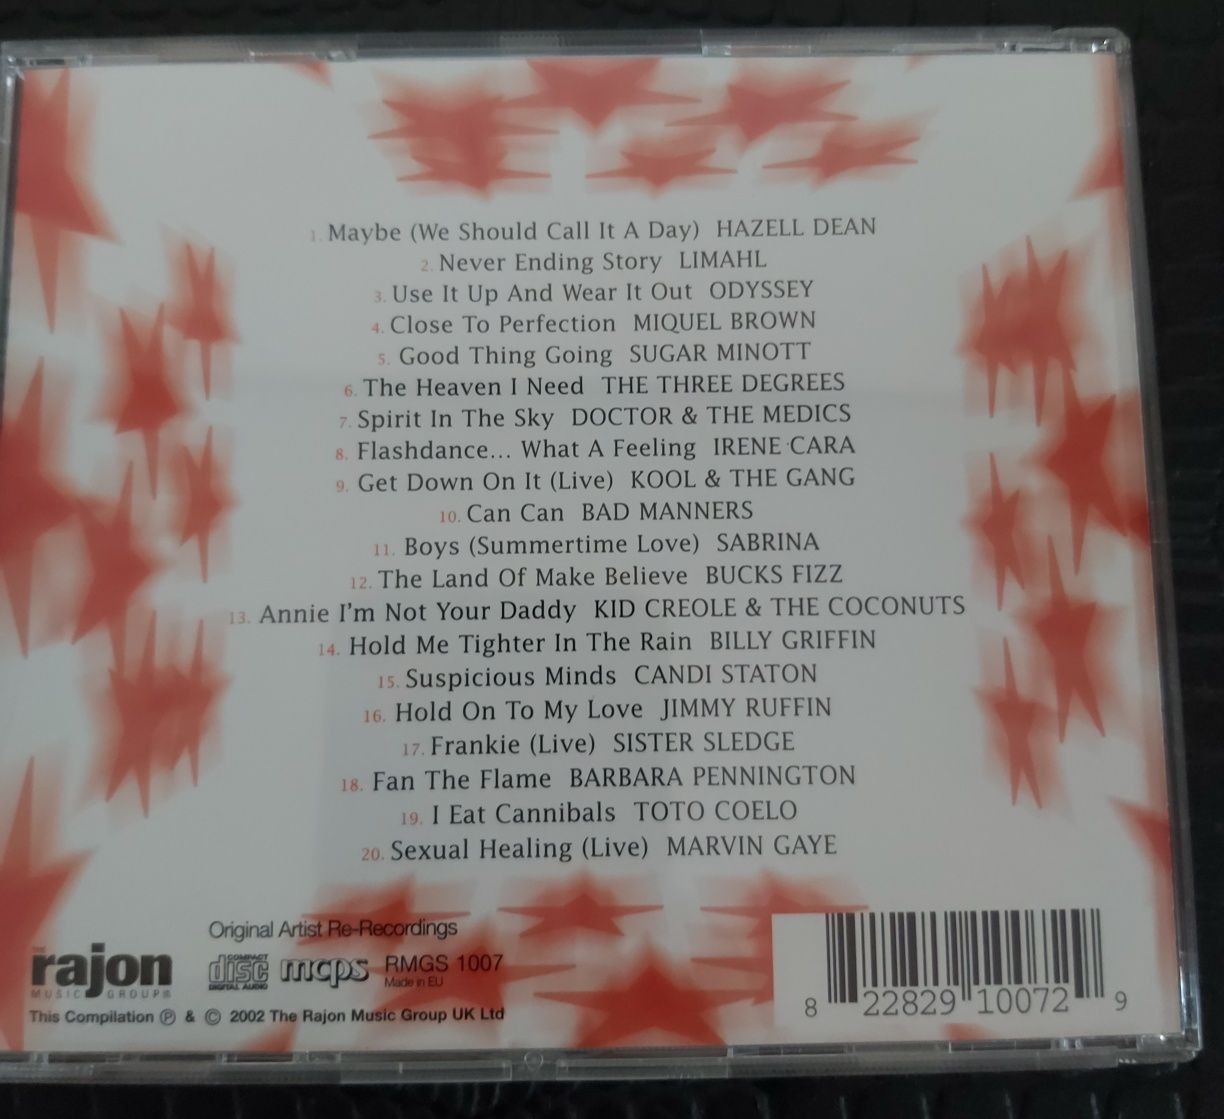 1. Maybe (We Should Call It A Day) HAZELL DEAN
2. Never Ending Story LIMAHL
3. Use It Up And Wear It Out ODYSSEY
4. Close To Perfection MIQUEL BROWN
5. Good Thing Going SUGAR MINOTT
6. The Heaven I Need THE THREE DEGREES
7. Spirit In The Sky DOCTOR & THE MEDICS
8. Flashdance... What A Feeling IRENE CARA
9. Get Down On It (Live) KOOL & THE GANG
10. Can Can BAD MANNERS
11. Boys (Summertime Love) SABRINA
12. The Land Of Make Believe BUCKS FIZZ
13. Annie I'm Not Your Daddy KID CREOLE & THE COCONUTS
14. Hold Me Tighter In The Rain BILLY GRIFFIN
15. Suspicious Minds CANDI STATON
16. Hold On To My Love JIMMY RUFFIN
17. Frankie (Live) SISTER SLEDGE
18. Fan The Flame BARBARA PENNINGTON
19. I Eat Cannibals TOTO COELO
20. Sexual Healing (Live) MARVIN GAYE
Original Artist Re-Recordings
THE
rajon
MUSIC GROUP
COMPACT
disc
DIGITAL AUDIO
mcps
RMGS 1007
Made in EU
This Compilation ℗ & © 2002 The Rajon Music Group UK Ltd
8 22829 10072 9